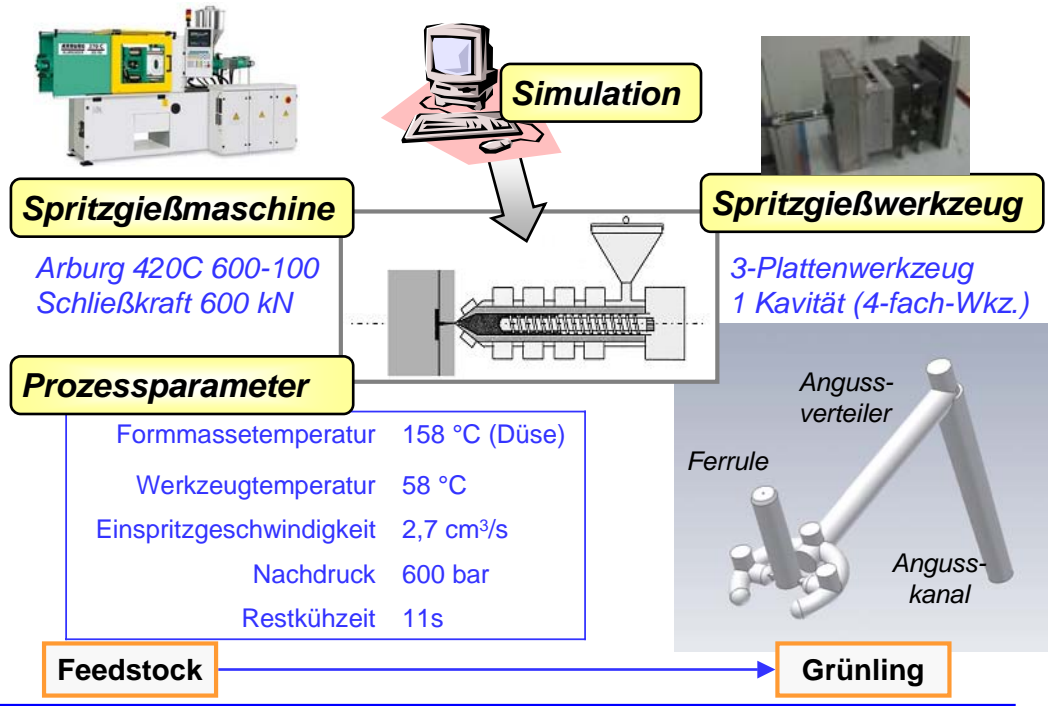 ARBURG
Simulation
Spritzgießmaschine
Spritzgießwerkzeug
Arburg 420C 600-100
Schließkraft 600 kN
3-Plattenwerkzeug
1 Kavität (4-fach-Wkz.)
Prozessparameter
Formmassetemperatur 158 °C (Düse)
Werkzeugtemperatur 58 °C
Einspritzgeschwindigkeit 2,7 cm³/s
Nachdruck 600 bar
Restkühzeit 11s
Anguss-
verteiler
Ferrule
Anguss-
kanal
Feedstock
Grünling